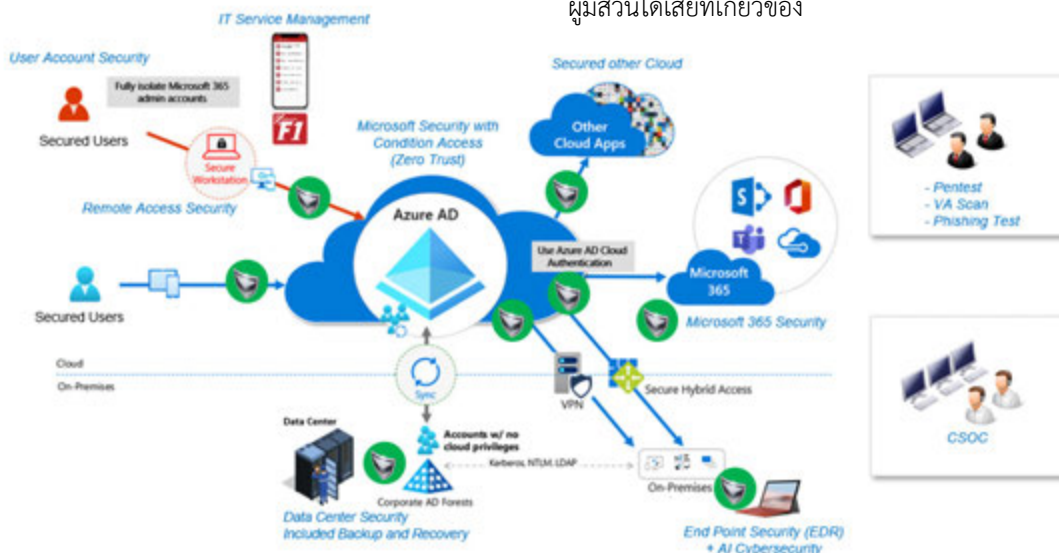 ผู้มีส่วนได้เสียที่เกี่ยวข้อง
IT Service Management
User Account Security
Fully isolate Microsoft 365
admin accounts
Secured Users
F1
Secure
Workstation
Remote Access Security
Microsoft Security with
Condition Access
(Zero Trust)
Secured other Cloud
Other
Cloud Apps
Azure AD
Use Azure AD Cloud
Authentication
Microsoft
365
Microsoft 365 Security
Secured Users
- Pentest
- VA Scan
- Phishing Test
Cloud
On-Premises
Sync
VPN
Secure Hybrid Access
CSOC
Data Center
Accounts w/ no
cloud privileges
Kerberos, NTLM, LDAP
On-Premises
Corporate AD Forests
Data Center Security
Included Backup and Recovery
End Point Security (EDR)
+ AI Cybersecurity